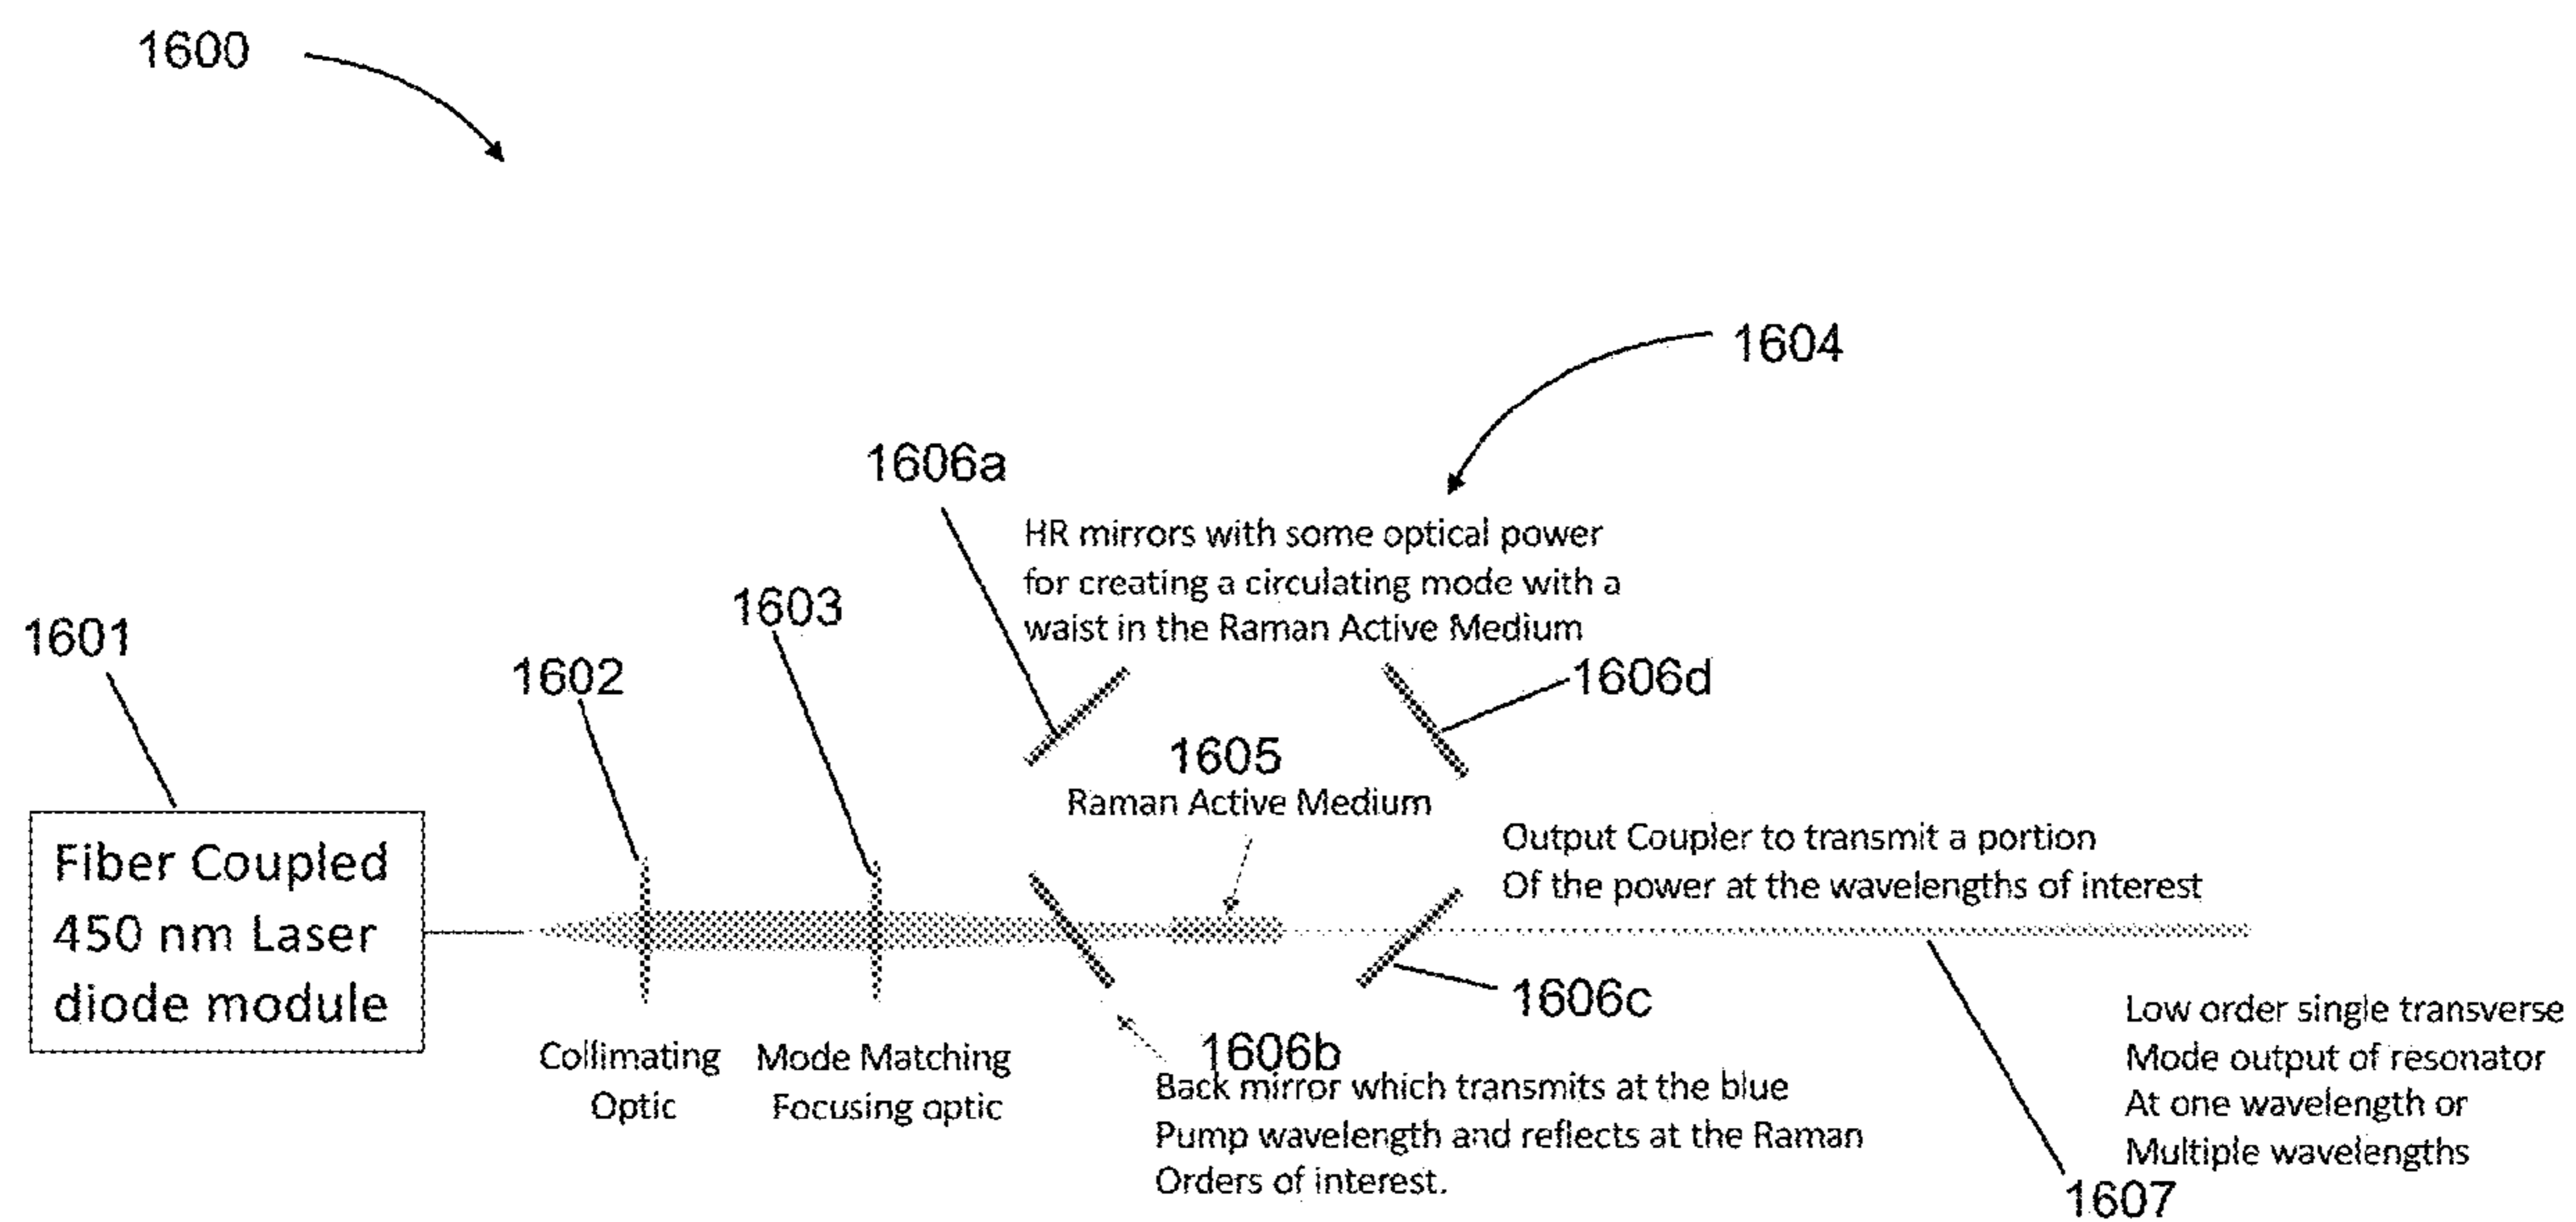 1600
1604
1606a
HR mirrors with some optical power
for creating a circulating mode with a
waist in the Raman Active Medium
1603
1601
1602
1606d
1605
Raman Active Medium
Fiber Coupled
450 nm Laser
diode module
Output Coupler to transmit a portion
Of the power at the wavelengths of interest
1606c
Collimating
Optic
Mode Matching
Focusing optic
1606b
Back mirror which transmits at the blue
Pump wavelength and reflects at the Raman
Orders of interest.
Low order single transverse
Mode output of resonator
At one wavelength or
Multiple wavelengths
1607